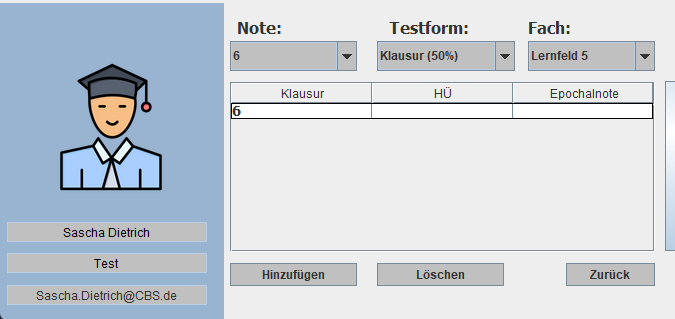 Note: Testform: Fach:
6 Klausur (50%) Lernfeld 5
Klausur HÜ Epochalnote
6
Sascha Dietrich
Test
Sascha.Dietrich@CBS.de
Hinzufügen Löschen Zurück